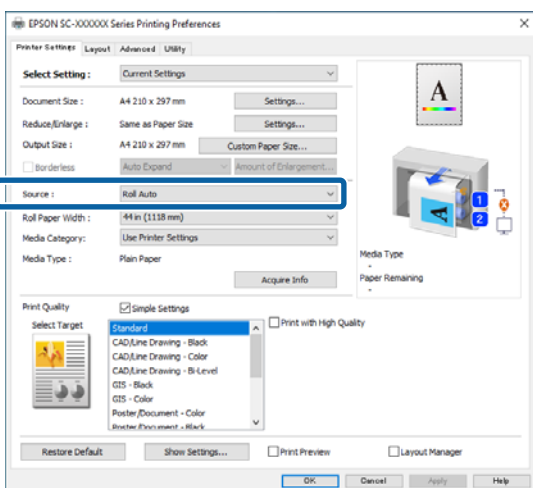 EPSON SC-XXXXXX Series Printing Preferences
Printer Settings Layout Advanced Utility
Select Setting : Current Settings
Document Size : A4 210 x 297 mm Settings...
Reduce/Enlarge : Same as Paper Size Settings...
Output Size : A4 210 x 297 mm Custom Paper Size...
Borderless Auto Expand Amount of Enlargement...
Source : Roll Auto
Roll Paper Width : 44 in (1118 mm)
Media Category: Use Printer Settings
Media Type : Plain Paper
Acquire Info
A
A
1
2
Media Type
-
Paper Remaining
-
Print Quality Simple Settings
Select Target
Standard
CAD/Line Drawing - Black
CAD/Line Drawing - Color
CAD/Line Drawing - Bi-Level
GIS - Black
GIS - Color
Poster/Document - Color
Poster/Document - Black
Print with High Quality
Restore Default Show Settings... Print Preview Layout Manager
OK Cancel Apply Help